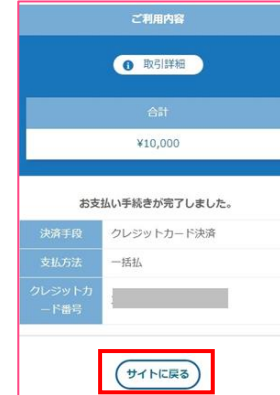 ご利用内容
取引詳細
合計
¥10,000
お支払い手続きが完了しました。
決済手段 クレジットカード決済
支払方法 一括払
クレジットカ
ード番号
サイトに戻る